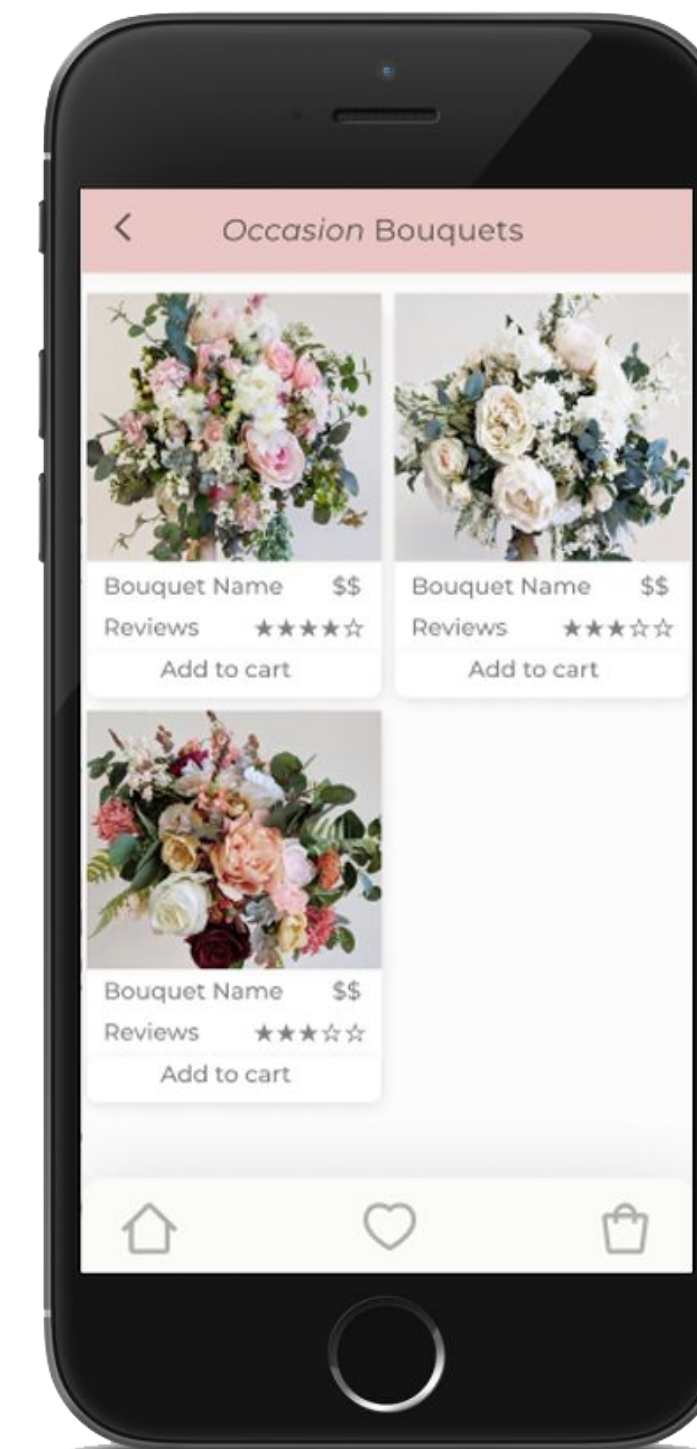 Occasion Bouquets
Bouquet Name $$
Reviews ★★★★☆
Add to cart
Bouquet Name $$
Reviews ★★★☆☆
Add to cart
Bouquet Name $$
Reviews ★★★☆☆
Add to cart